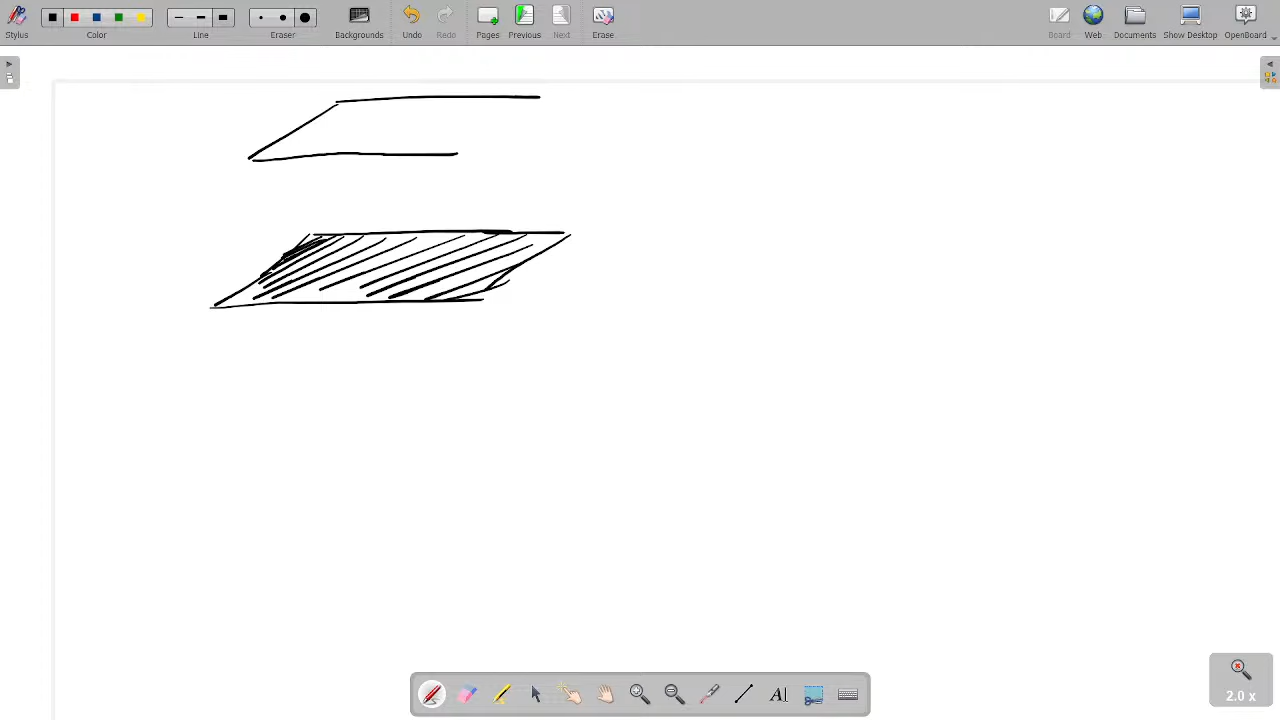 Stylus Color Line Eraser Backgrounds Undo Redo Pages Previous Next Erase Board Web Documents Show Desktop OpenBoard
AI
2.0 x